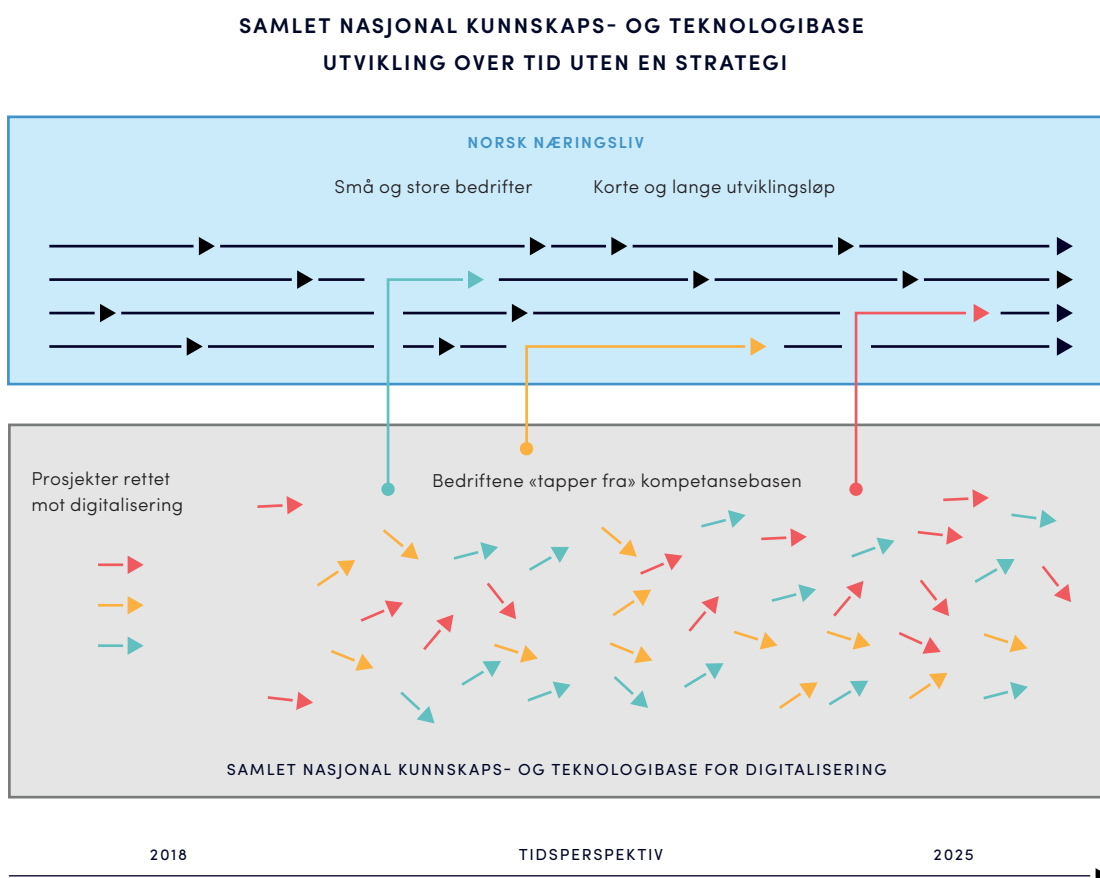 SAMLET NASJONAL KUNNSKAPS- OG TEKNOLOGIBASE
UTVIKLING OVER TID UTEN EN STRATEGI
NORSK NÆRINGSLIV
Små og store bedrifter
Korte og lange utviklingsløp
Prosjekter rettet
mot digitalisering
Bedriftene «tapper fra» kompetansebasen
SAMLET NASJONAL KUNNSKAPS- OG TEKNOLOGIBASE FOR DIGITALISERING
2018
TIDSPERSPEKTIV
2025